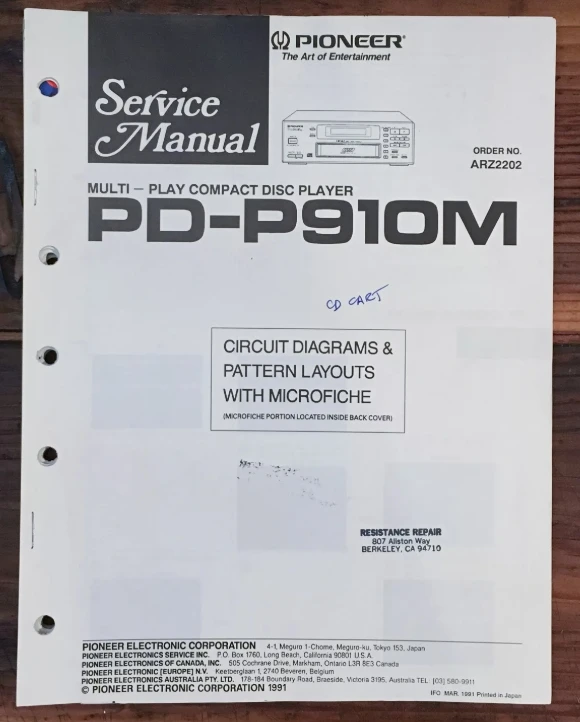 PIONEER®
The Art of Entertainment
Service
Manual
ORDER NO.
ARZ2202
MULTI – PLAY COMPACT DISC PLAYER
PD-P910M
CD CART
CIRCUIT DIAGRAMS &
PATTERN LAYOUTS
WITH MICROFICHE
(MICROFICHE PORTION LOCATED INSIDE BACK COVER)
RESISTANCE REPAIR
807 Allston Way
BERKELEY, CA 94710
PIONEER ELECTRONIC CORPORATION 4-1, Meguro 1-Chome, Meguro-ku, Tokyo 153, Japan
PIONEER ELECTRONICS SERVICE INC. P.O. Box 1760, Long Beach, California 90801 U.S.A.
PIONEER ELECTRONICS OF CANADA, INC. 505 Cochrane Drive, Markham, Ontario L3R 8E3 Canada
PIONEER ELECTRONIC [EUROPE] N.V. Keetberglaan 1, 2740 Beveren, Belgium
PIONEER ELECTRONICS AUSTRALIA PTY. LTD. 178-184 Boundary Road, Braeside, Victoria 3195, Australia TEL. [03] 580-9911
© PIONEER ELECTRONIC CORPORATION 1991
IFO MAR. 1991 Printed in Japan